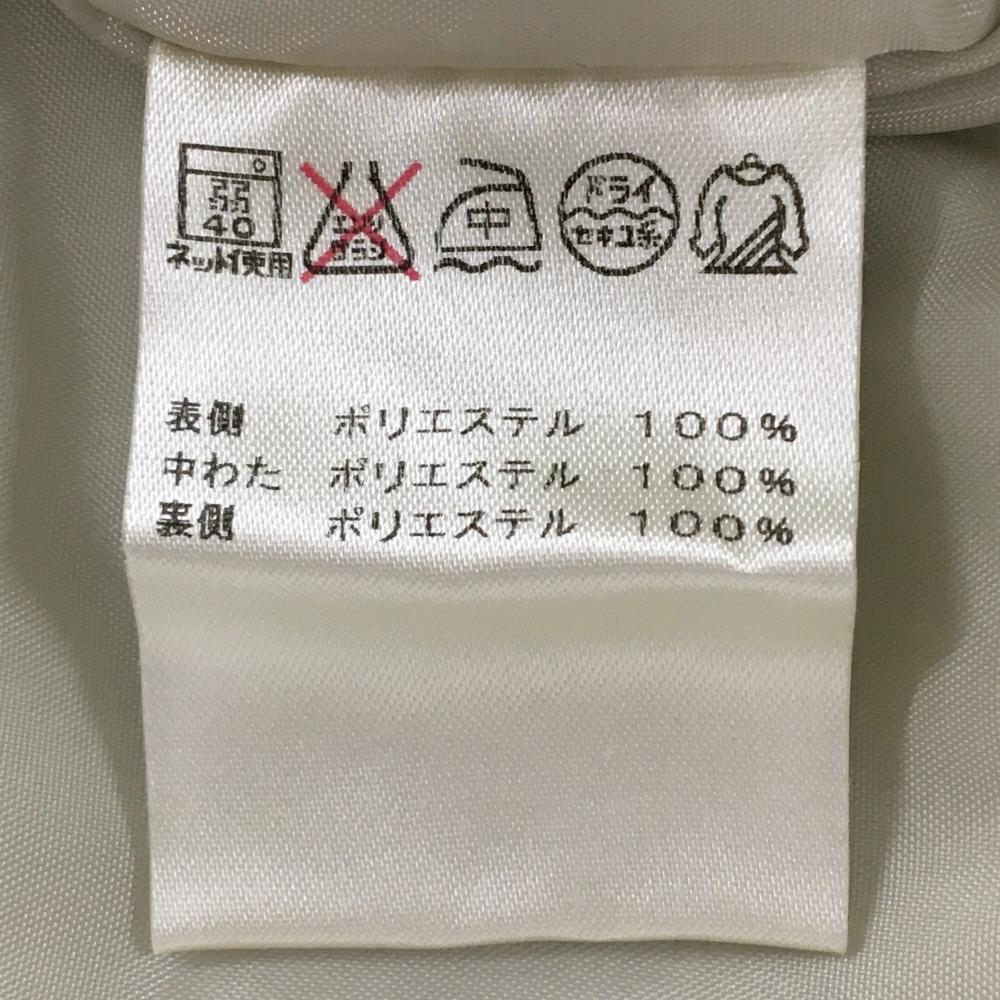 弱
40
ネット使用
エンソ
サラシ
中
ドライ
セキユ系
表側 ポリエステル 100%
中わた ポリエステル 100%
裏側 ポリエステル 100%